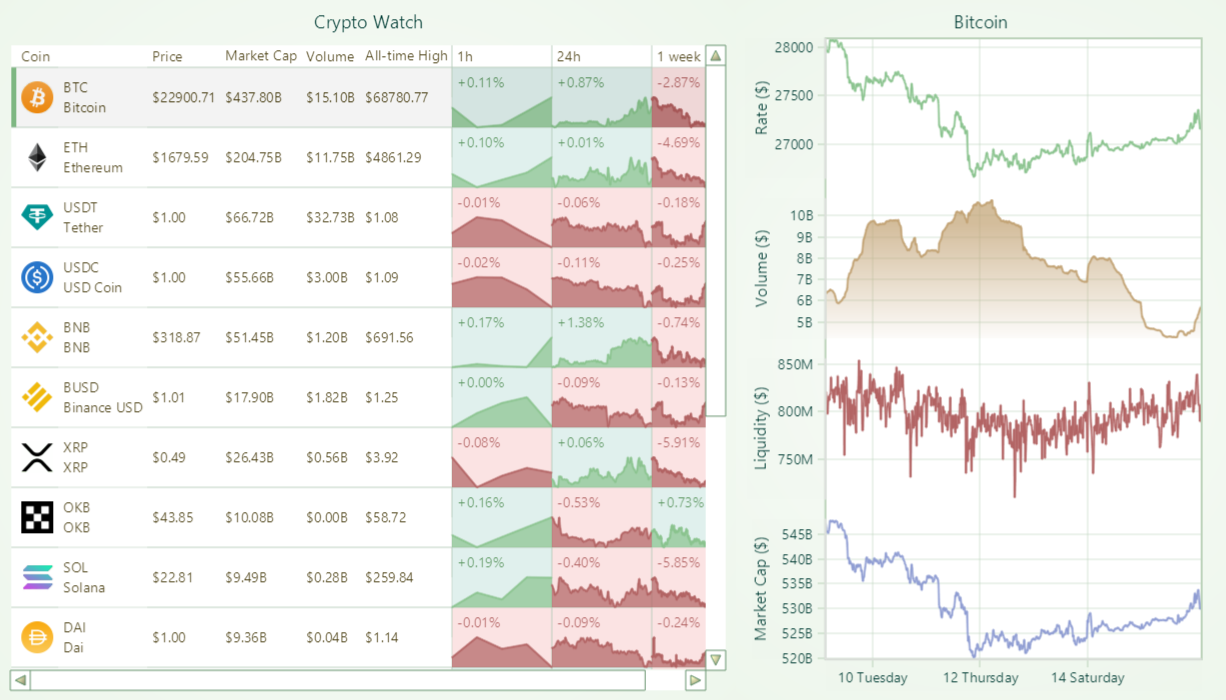 Crypto Watch
Coin Price Market Cap Volume All-time High 1h 24h 1 week
BTC
Bitcoin
$22900.71 $437.80B $15.10B $68780.77 +0.11% +0.87% -2.87%
ETH
Ethereum
$1679.59 $204.75B $11.75B $4861.29 +0.10% +0.01% -4.69%
USDT
Tether
$1.00 $66.72B $32.73B $1.08 -0.01% -0.06% -0.18%
USDC
USD Coin
$1.00 $55.66B $3.00B $1.09 -0.02% -0.11% -0.25%
BNB
BNB
$318.87 $51.45B $1.20B $691.56 +0.17% +1.38% -0.74%
BUSD
Binance USD
$1.01 $17.90B $1.82B $1.25 +0.00% -0.09% -0.13%
XRP
XRP
$0.49 $26.43B $0.56B $3.92 -0.08% +0.06% -5.91%
OKB
OKB
$43.85 $10.08B $0.00B $58.72 +0.16% -0.53% +0.73%
SOL
Solana
$22.81 $9.49B $0.28B $259.84 +0.19% -0.40% -5.85%
DAI
Dai
$1.00 $9.36B $0.04B $1.14 -0.01% -0.09% -0.24%
Bitcoin
Rate ($)
28000
27500
27000
Volume ($)
10B
9B
8B
7B
6B
5B
Liquidity ($)
850M
800M
750M
Market Cap ($)
545B
540B
535B
530B
525B
520B
10 Tuesday 12 Thursday 14 Saturday